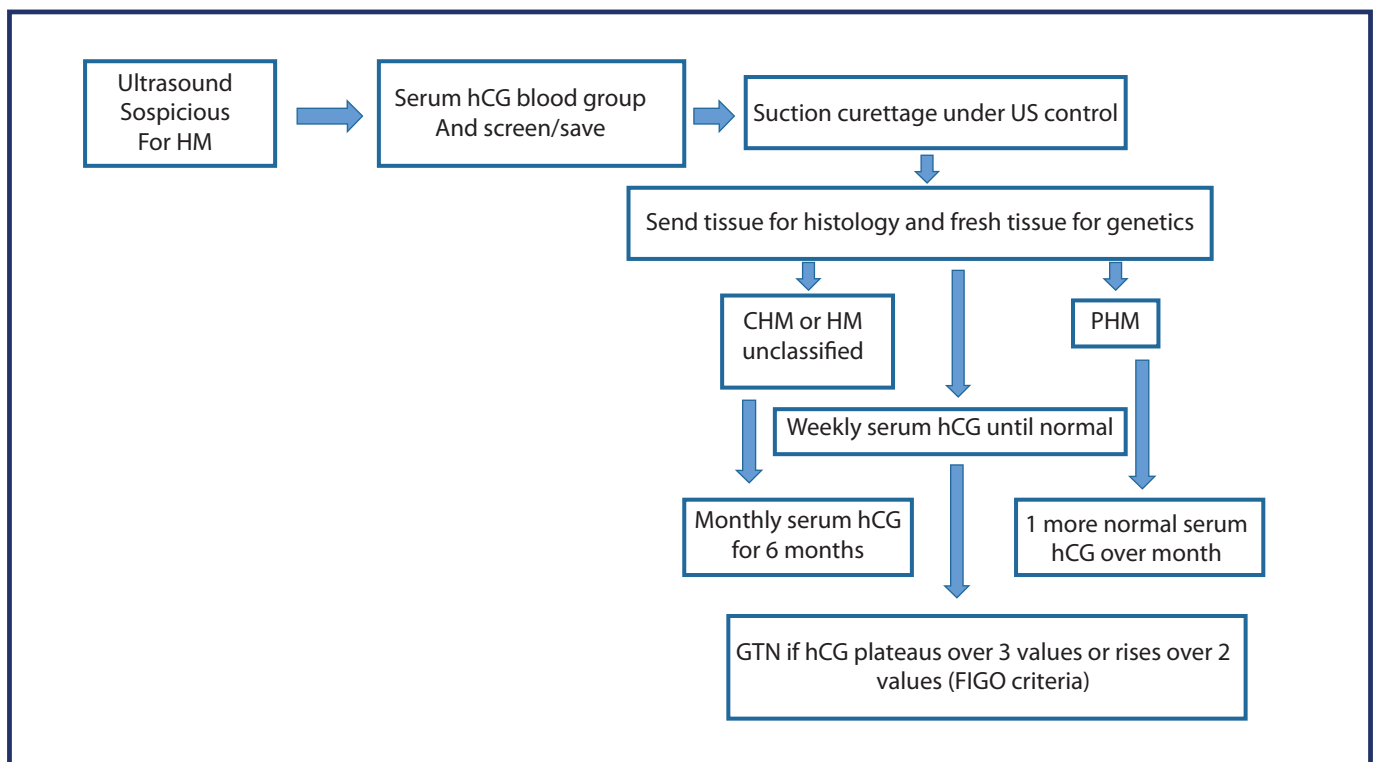 Ultrasound
Sospicious
For HM
Serum hCG blood group
And screen/save
Suction curettage under US control
Send tissue for histology and fresh tissue for genetics
CHM or HM
unclassified
PHM
Weekly serum hCG until normal
Monthly serum hCG
for 6 months
1 more normal serum
hCG over month
GTN if hCG plateaus over 3 values or rises over 2
values (FIGO criteria)